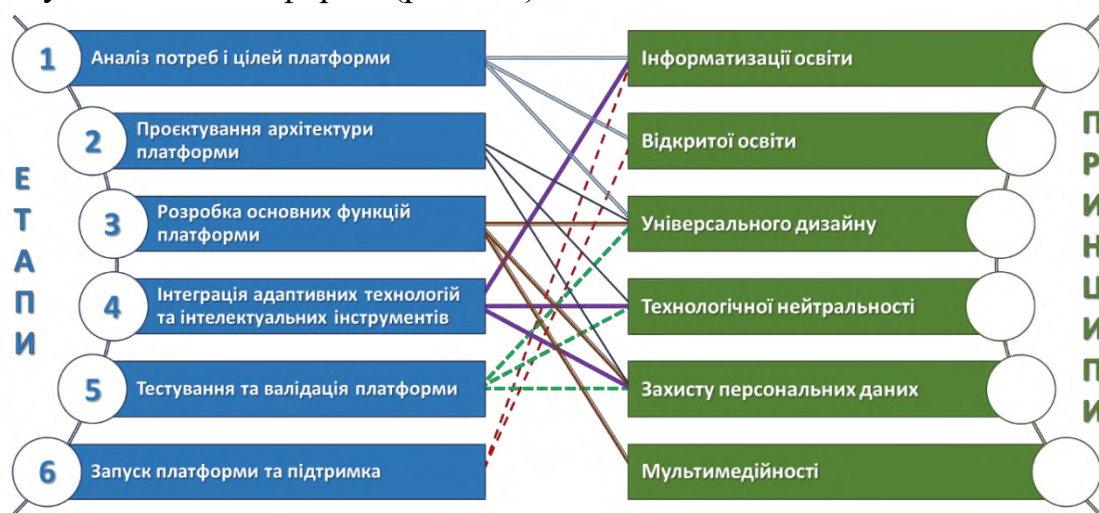 ЕТАПИ
1
Аналіз потреб і цілей платформи
2
Проєктування архітектури
платформи
3
Розробка основних функцій
платформи
4
Інтеграція адаптивних технологій
та інтелектуальних інструментів
5
Тестування та валідація платформи
6
Запуск платформи та підтримка
Інформатизації освіти
Відкритої освіти
Універсального дизайну
Технологічної нейтральності
Захисту персональних даних
Мультимедійності
ПРИНЦИПИ